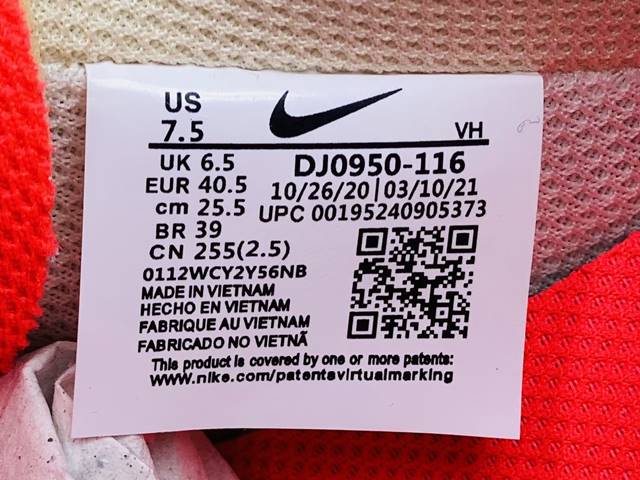 US
7.5
VH
UK 6.5
DJ0950-116
EUR 40.5
10/26/20 | 03/10/21
cm 25.5
UPC 00195240905373
BR 39
CN 255(2.5)
0112WCY2Y56NB
MADE IN VIETNAM
HECHO EN VIETNAM
FABRIQUE AU VIETNAM
FABRICADO NO VIETNÃ
This product is covered by one or more patents:
www.nike.com/patentsvirtualmarking